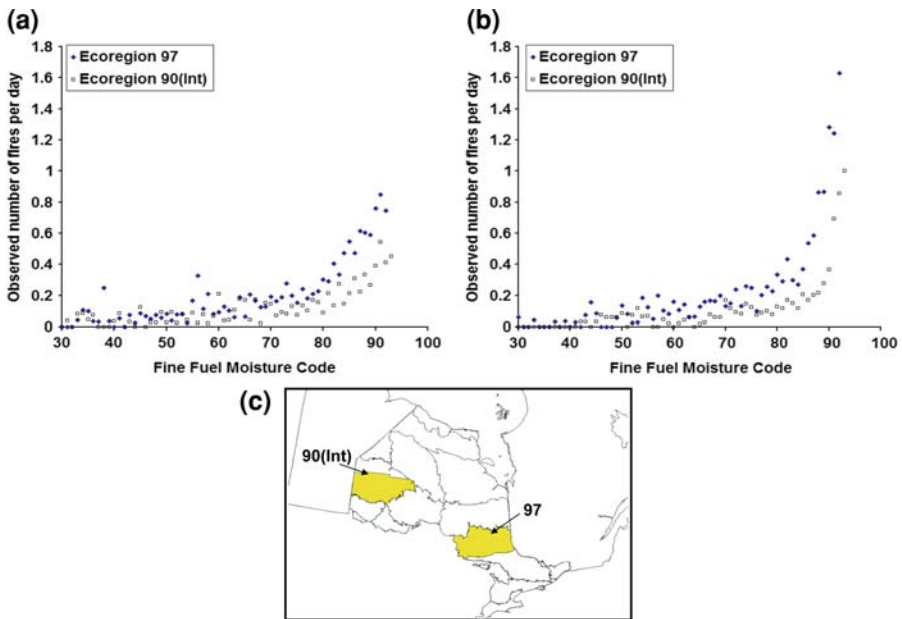 (a)
1.8
1.6
1.4
1.2
1
0.8
0.6
0.4
0.2
0
Observed number of fires per day
Ecoregion 97
Ecoregion 90(Int)
30 40 50 60 70 80 90 100
Fine Fuel Moisture Code
(b)
1.8
1.6
1.4
1.2
1
0.8
0.6
0.4
0.2
0
Observed number of fires per day
Ecoregion 97
Ecoregion 90(Int)
30 40 50 60 70 80 90 100
Fine Fuel Moisture Code
(c)
90(Int)
97